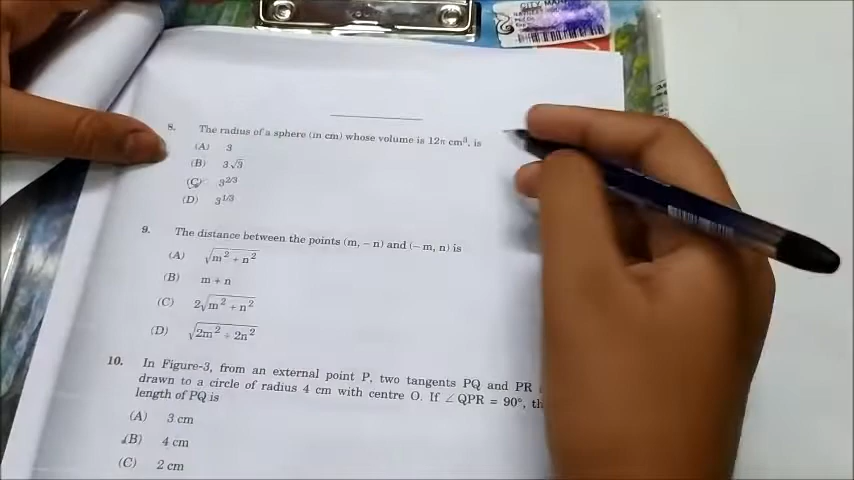 CITY MA
8. The radius of a sphere (in cm) whose volume is 12π cm³, is
(A) 3
(B) 3√3
(C) 3^{2/3}
(D) 3^{1/3}
9. The distance between the points (m, – n) and (– m, n) is
(A) √(m² + n²)
(B) m + n
(C) 2√(m² + n²)
(D) √(2m² + 2n²)
10. In Figure-3, from an external point P, two tangents PQ and PR
drawn to a circle of radius 4 cm with centre O. If ∠QPR = 90°,
length of PQ is
(A) 3 cm
(B) 4 cm
(C) 2 cm